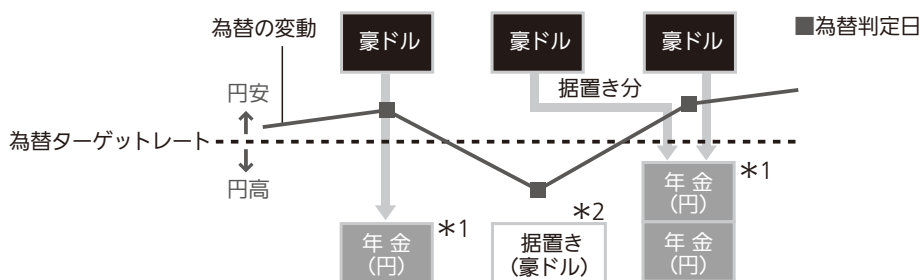 為替の変動
豪ドル
豪ドル
豪ドル
■為替判定日
据置き分
円安
為替ターゲットレート
円高
年金
(円)
*1
*2
年金
(円)
*1
据置き
(豪ドル)
年金
(円)